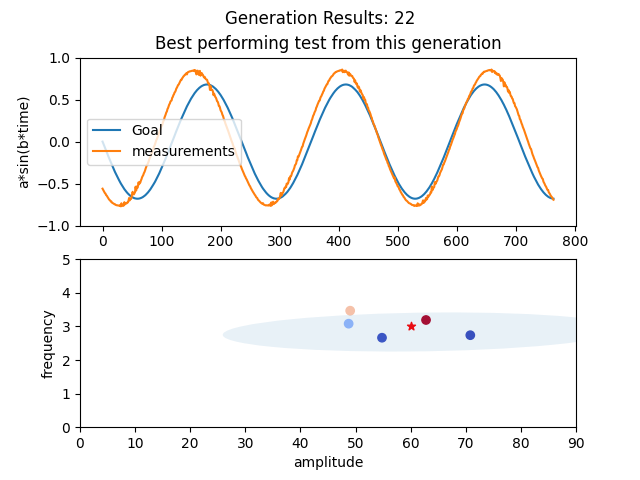 Generation Results: 22
Best performing test from this generation
a*sin(b*time)
1.0
0.5
0.0
−0.5
−1.0
Goal
measurements
0 100 200 300 400 500 600 700 800
frequency
5
4
3
2
1
0
0 10 20 30 40 50 60 70 80 90
amplitude